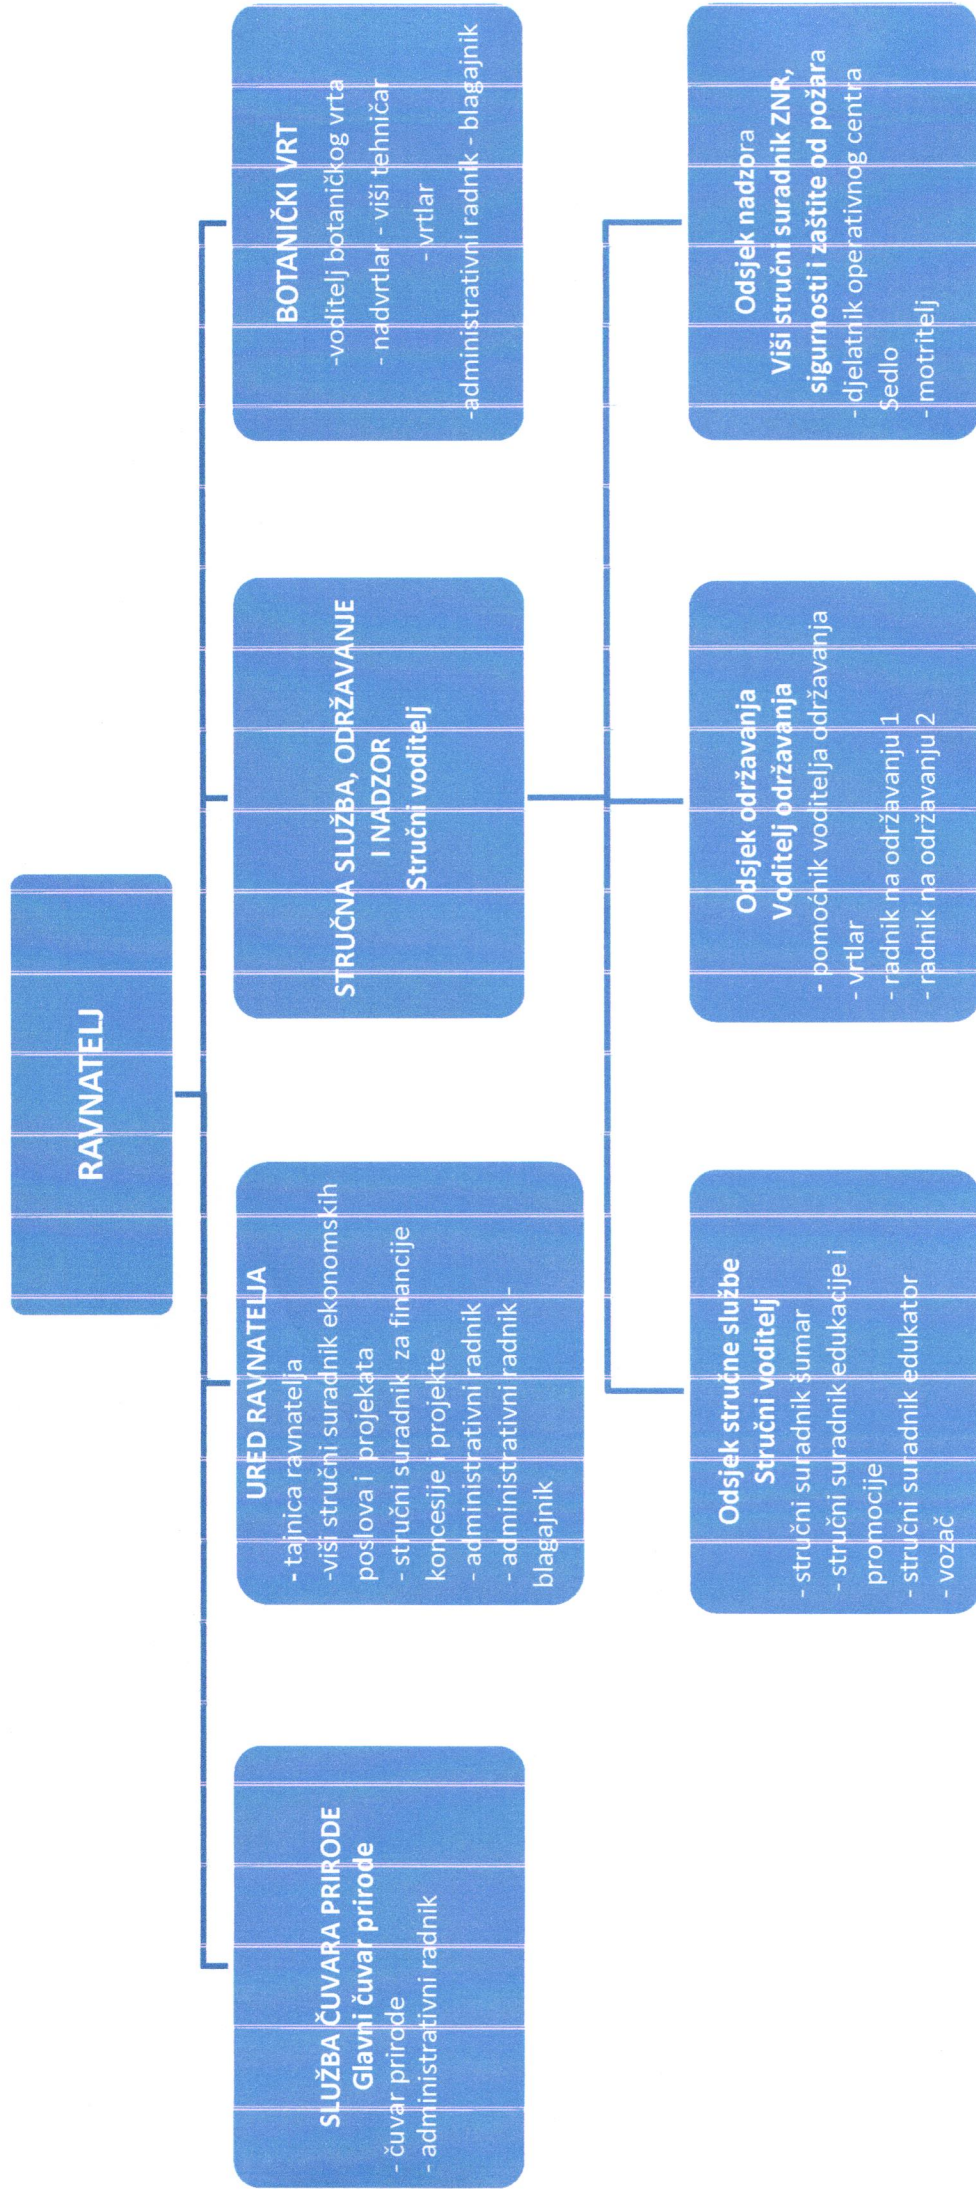 RAVNATELJ
SLUŽBA ČUVARA PRIRODE
Glavni čuvar prirode
- čuvar prirode
- administrativni radnik
URED RAVNATELJA
- tajnica ravnatelja
-viši stručni suradnik ekonomskih
poslova i projekata
- stručni suradnik za financije
koncesije i projekte
- administrativni radnik
- administrativni radnik -
blagajnik
STRUČNA SLUŽBA, ODRŽAVANJE
I NADZOR
Stručni voditelj
BOTANIČKI VRT
-voditelj botaničkog vrta
- nadvrtlar - viši tehničar
- vrtlar
-administrativni radnik - blagajnik
Odsjek stručne službe
Stručni voditelj
- stručni suradnik šumar
- stručni suradnik edukacije i
promocije
- stručni suradnik edukator
- vozač
Odsjek održavanja
Voditelj održavanja
- pomoćnik voditelja održavanja
- vrtlar
- radnik na održavanju 1
- radnik na održavanju 2
Odsjek nadzora
Viši stručni suradnik ZNR,
sigurnosti i zaštite od požara
- djelatnik operativnog centra
Sedlo
- motritelj